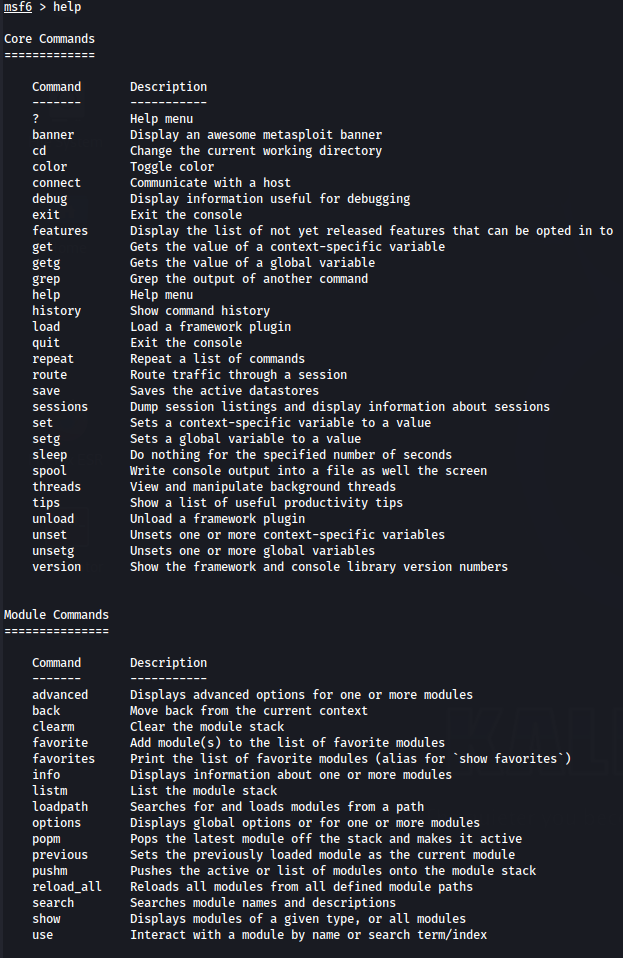 msf6 > help

Core Commands
=============

    Command       Description
    -------       -----------
    ?             Help menu
    banner        Display an awesome metasploit banner
    cd            Change the current working directory
    color         Toggle color
    connect       Communicate with a host
    debug         Display information useful for debugging
    exit          Exit the console
    features      Display the list of not yet released features that can be opted in to
    get           Gets the value of a context-specific variable
    getg          Gets the value of a global variable
    grep          Grep the output of another command
    help          Help menu
    history       Show command history
    load          Load a framework plugin
    quit          Exit the console
    repeat        Repeat a list of commands
    route         Route traffic through a session
    save          Saves the active datastores
    sessions      Dump session listings and display information about sessions
    set           Sets a context-specific variable to a value
    setg          Sets a global variable to a value
    sleep         Do nothing for the specified number of seconds
    spool         Write console output into a file as well the screen
    threads       View and manipulate background threads
    tips          Show a list of useful productivity tips
    unload        Unload a framework plugin
    unset         Unsets one or more context-specific variables
    unsetg        Unsets one or more global variables
    version       Show the framework and console library version numbers


Module Commands
===============

    Command       Description
    -------       -----------
    advanced      Displays advanced options for one or more modules
    back          Move back from the current context
    clearm        Clear the module stack
    favorite      Add module(s) to the list of favorite modules
    favorites     Print the list of favorite modules (alias for `show favorites`)
    info          Displays information about one or more modules
    listm         List the module stack
    loadpath      Searches for and loads modules from a path
    options       Displays global options or for one or more modules
    popm          Pops the latest module off the stack and makes it active
    previous      Sets the previously loaded module as the current module
    pushm         Pushes the active or list of modules onto the module stack
    reload_all    Reloads all modules from all defined module paths
    search        Searches module names and descriptions
    show          Displays modules of a given type, or all modules
    use           Interact with a module by name or search term/index